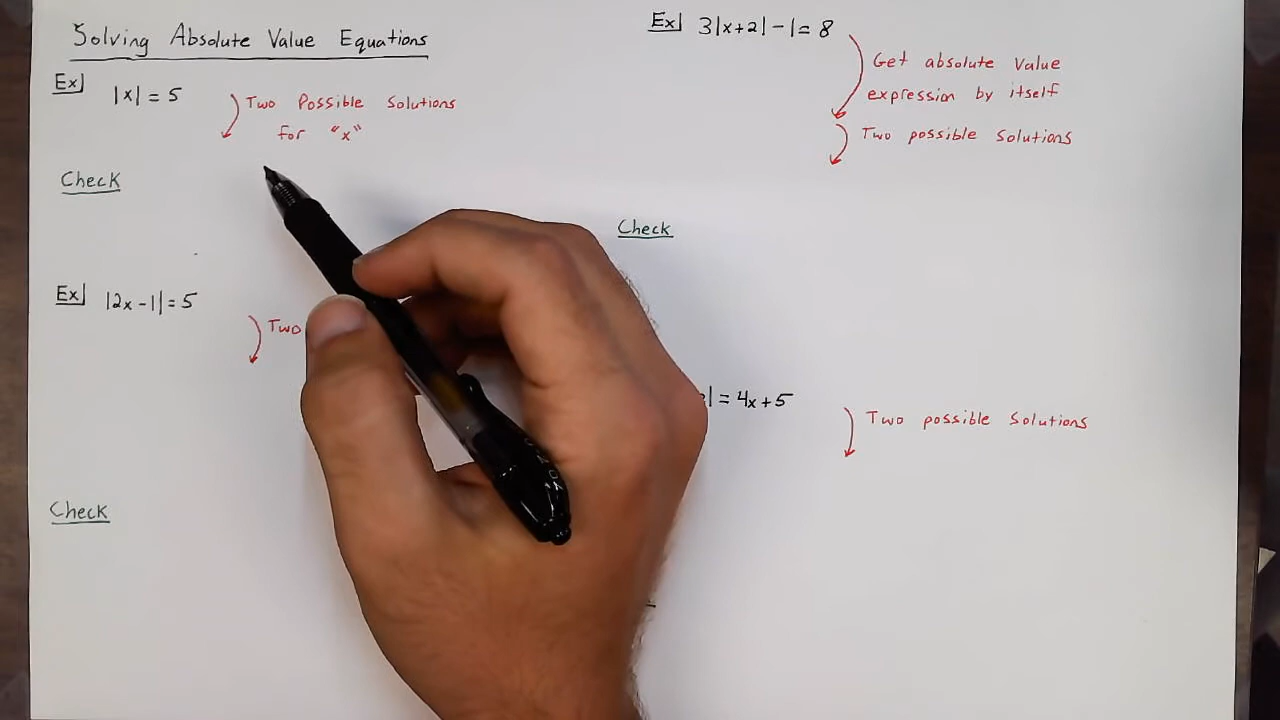 Solving Absolute Value Equations
Ex| |x| = 5
Two Possible Solutions
for "x"
Check
Ex| |2x - 1| = 5
Two
Check
Ex| 3|x+2| - 1 = 8
Get absolute value
expression by itself
Two possible solutions
Check
| = 4x + 5
Two possible solutions